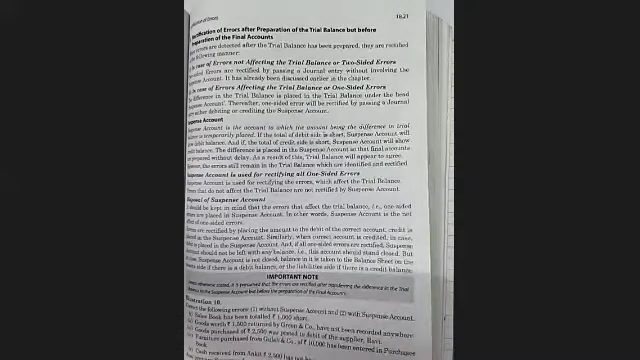 of Errors
18.21
Rectification of Errors after Preparation of the Trial Balance but before
Preparation of the Final Accounts
errors are detected after the Trial Balance has been prepared, they are rectified
following manner:
In case of Errors not Affecting the Trial Balance or Two-Sided Errors
sided Errors are rectified by passing a Journal entry without involving the
Suspense Account. It has already been discussed earlier in the chapter.
In case of Errors Affecting the Trial Balance or One-Sided Errors
The difference in the Trial Balance is placed in the Trial Balance under the head
Suspense Account'. Thereafter, one-sided error will be rectified by passing a Journal
either debiting or crediting the Suspense Account.
Suspense Account
Suspense Account is the account to which the amount being the difference in trial
balance is temporarily placed. If the total of debit side is short, Suspense Account will
show debit balance. And if, the total of credit side is short, Suspense Account will show
credit balance. The difference is placed in the Suspense Account so that final accounts
are prepared without delay. As a result of this, Trial Balance will appear to agree.
However, the errors still remain in the Trial Balance which are identified and rectified
Suspense Account is used for rectifying all One-Sided Errors
Suspense Account is used for rectifying the errors, which affect the Trial Balance.
Errors that do not affect the Trial Balance are not rectified by Suspense Account.
Disposal of Suspense Account
It should be kept in mind that the errors that affect the trial balance, i.e., one-sided
errors are placed in Suspense Account. In other words, Suspense Account is the net
effect of one-sided errors.
Errors are rectified by placing the amount to the debit of the correct account, credit is
placed in the Suspense Account. Similarly, when correct account is credited, in case,
debit is placed in the Suspense Account. And, if all one-sided errors are rectified, Suspense
Account should not be left with any balance, i.e., this account should stand closed. But
in case, Suspense Account is not closed, balance in it is taken to the Balance Sheet on the
assets side if there is a debit balance, or the liabilities side if there is a credit balance.
IMPORTANT NOTE
Unless otherwise stated, it is presumed that the errors are rectified after transferring the difference in the Trial
Balance to the Suspense Account but before the preparation of the Final Accounts.
Illustration 10.
Correct the following errors (1) without Suspense Account and (2) with Suspense Account.
(i) Sales Book has been totalled ₹ 1,000 short.
(ii) Goods worth ₹ 1,500 returned by Green & Co. have not been recorded anywhere
Goods purchased of ₹ 2,500 was posted to debit of the supplier, Ravi.
(iv) Furniture purchased from Gulab & Co. of ₹ 10,000 has been entered in Purchases
Book.
Cash received from Ankit ₹ 2,500 has not